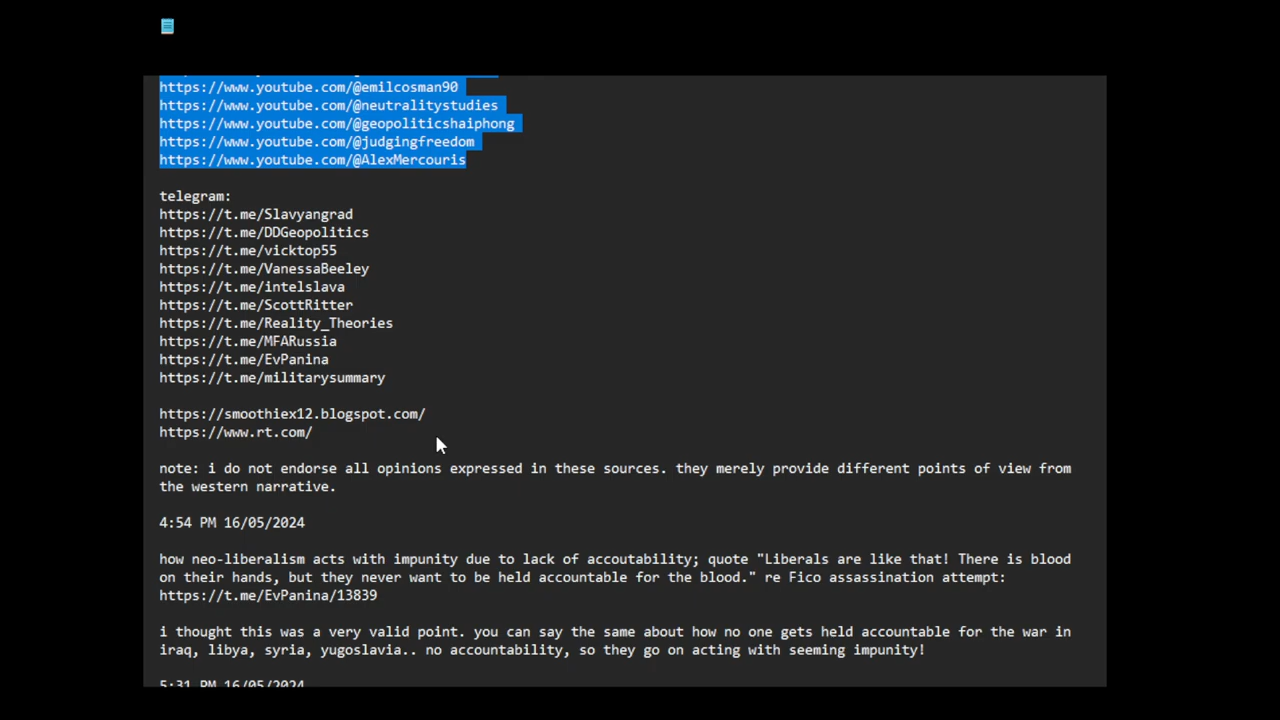 https://www.youtube.com/@emilcosman90
https://www.youtube.com/@neutralitystudies
https://www.youtube.com/@geopoliticshaiphong
https://www.youtube.com/@judgingfreedom
https://www.youtube.com/@AlexMercouris
telegram:
https://t.me/Slavyangrad
https://t.me/DDGeopolitics
https://t.me/vicktop55
https://t.me/VanessaBeeley
https://t.me/intelslava
https://t.me/ScottRitter
https://t.me/Reality_Theories
https://t.me/MFARussia
https://t.me/EvPanina
https://t.me/militarysummary
https://smoothiex12.blogspot.com/
https://www.rt.com/
note: i do not endorse all opinions expressed in these sources. they merely provide different points of view from
the western narrative.
4:54 PM 16/05/2024
how neo-liberalism acts with impunity due to lack of accoutability; quote "Liberals are like that! There is blood
on their hands, but they never want to be held accountable for the blood." re Fico assassination attempt:
https://t.me/EvPanina/13839
i thought this was a very valid point. you can say the same about how no one gets held accountable for the war in
iraq, libya, syria, yugoslavia.. no accountability, so they go on acting with seeming impunity!
5:31 PM 16/05/2024